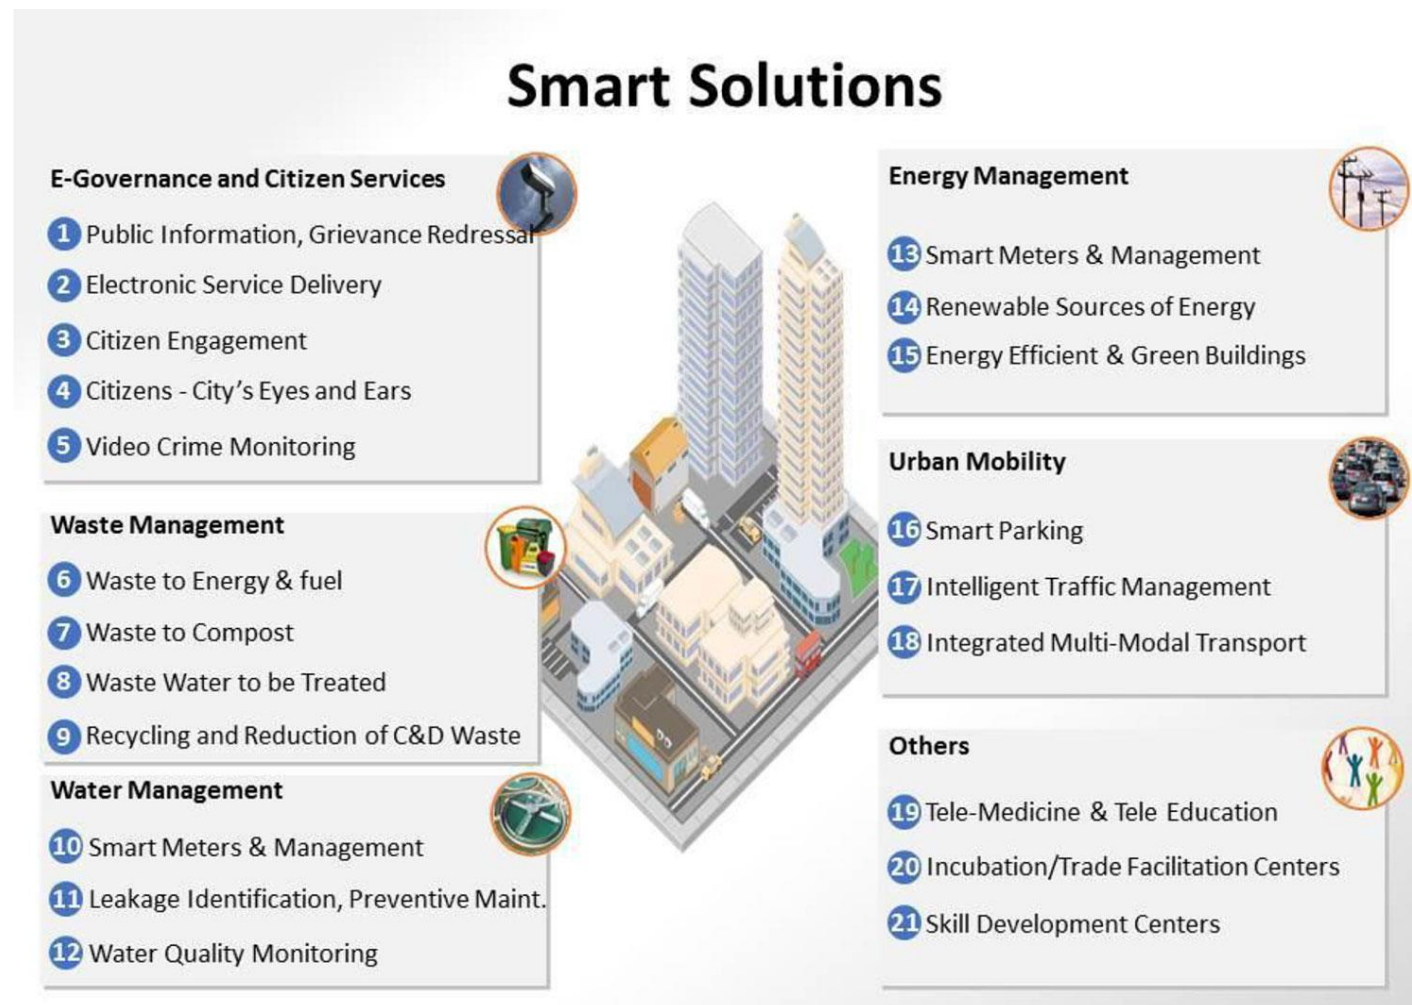 Smart Solutions
E-Governance and Citizen Services
1 Public Information, Grievance Redressal
2 Electronic Service Delivery
3 Citizen Engagement
4 Citizens - City's Eyes and Ears
5 Video Crime Monitoring
Waste Management
6 Waste to Energy & fuel
7 Waste to Compost
8 Waste Water to be Treated
9 Recycling and Reduction of C&D Waste
Water Management
10 Smart Meters & Management
11 Leakage Identification, Preventive Maint.
12 Water Quality Monitoring
Energy Management
13 Smart Meters & Management
14 Renewable Sources of Energy
15 Energy Efficient & Green Buildings
Urban Mobility
16 Smart Parking
17 Intelligent Traffic Management
18 Integrated Multi-Modal Transport
Others
19 Tele-Medicine & Tele Education
20 Incubation/Trade Facilitation Centers
21 Skill Development Centers